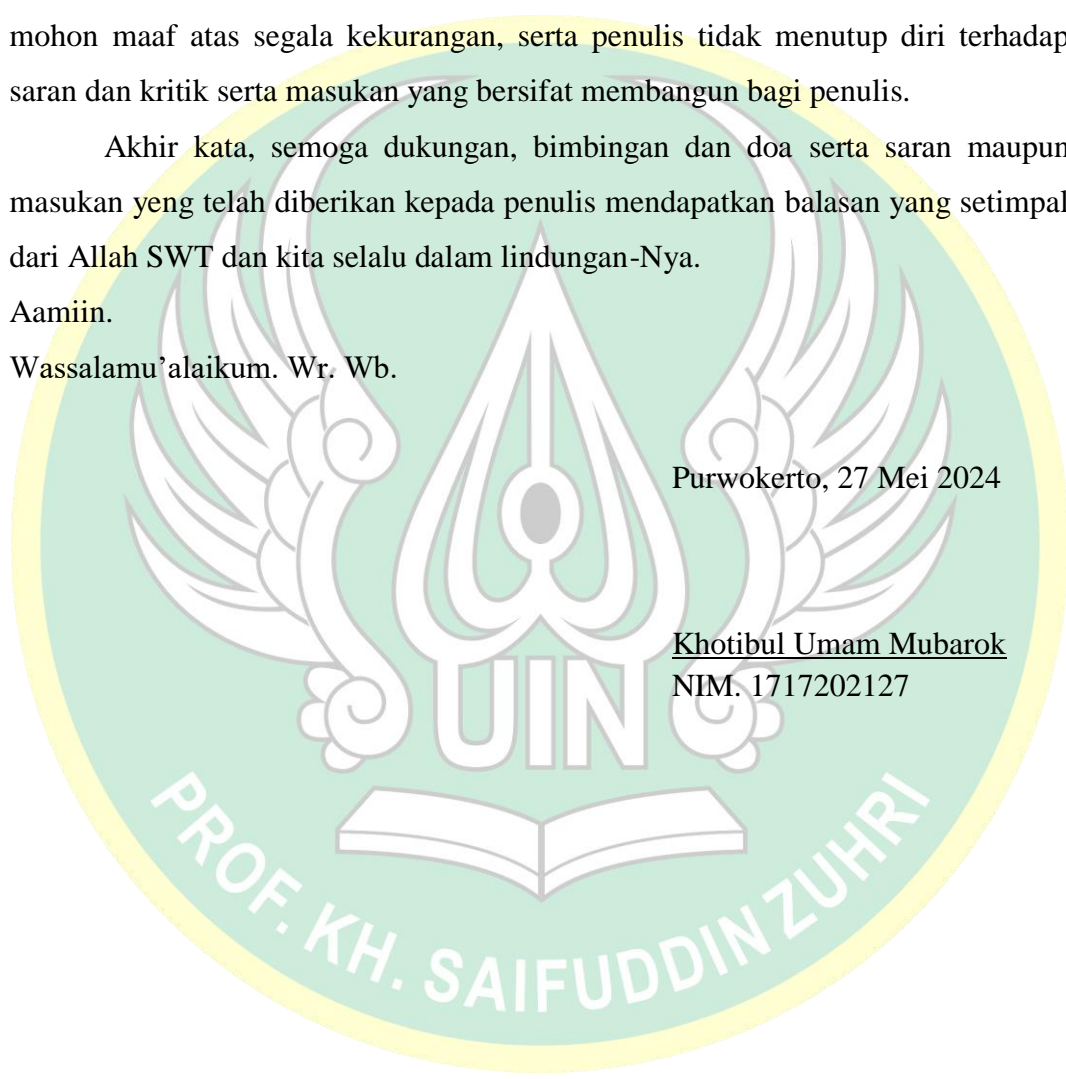 mohon maaf atas segala kekurangan, serta penulis tidak menutup diri terhadap
saran dan kritik serta masukan yang bersifat membangun bagi penulis.
Akhir kata, semoga dukungan, bimbingan dan doa serta saran maupun
masukan yeng telah diberikan kepada penulis mendapatkan balasan yang setimpal
dari Allah SWT dan kita selalu dalam lindungan-Nya.
Aamiin.
Wassalamu’alaikum. Wr. Wb.
Purwokerto, 27 Mei 2024
Khotibul Umam Mubarok
NIM. 1717202127
UIN
PROF. KH. SAIFUDDIN ZUHRI